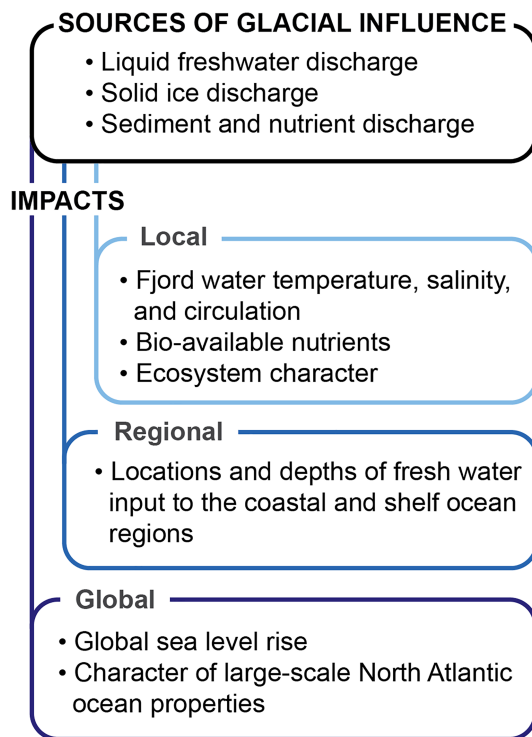 SOURCES OF GLACIAL INFLUENCE
• Liquid freshwater discharge
• Solid ice discharge
• Sediment and nutrient discharge
IMPACTS
Local
• Fjord water temperature, salinity,
and circulation
• Bio-available nutrients
• Ecosystem character
Regional
• Locations and depths of fresh water
input to the coastal and shelf ocean
regions
Global
• Global sea level rise
• Character of large-scale North Atlantic
ocean properties